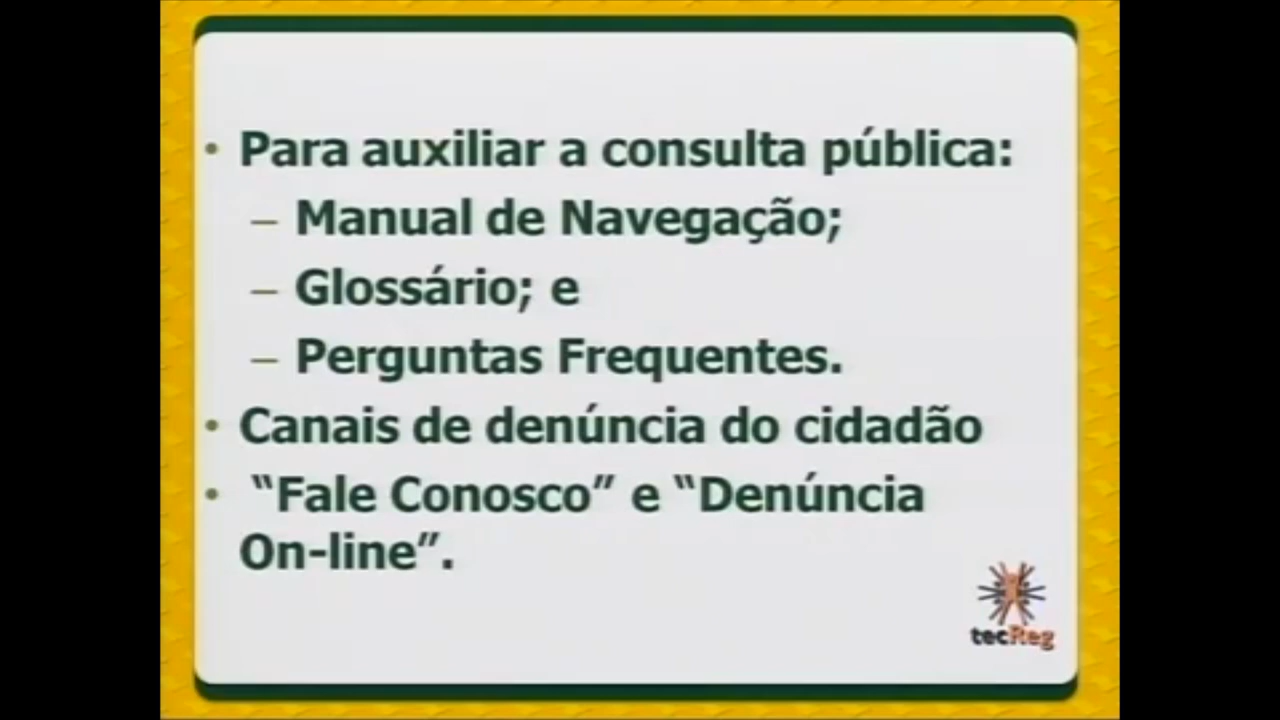 • Para auxiliar a consulta pública:
– Manual de Navegação;
– Glossário; e
– Perguntas Frequentes.
• Canais de denúncia do cidadão
• “Fale Conosco” e “Denúncia
On-line”.
tecReg